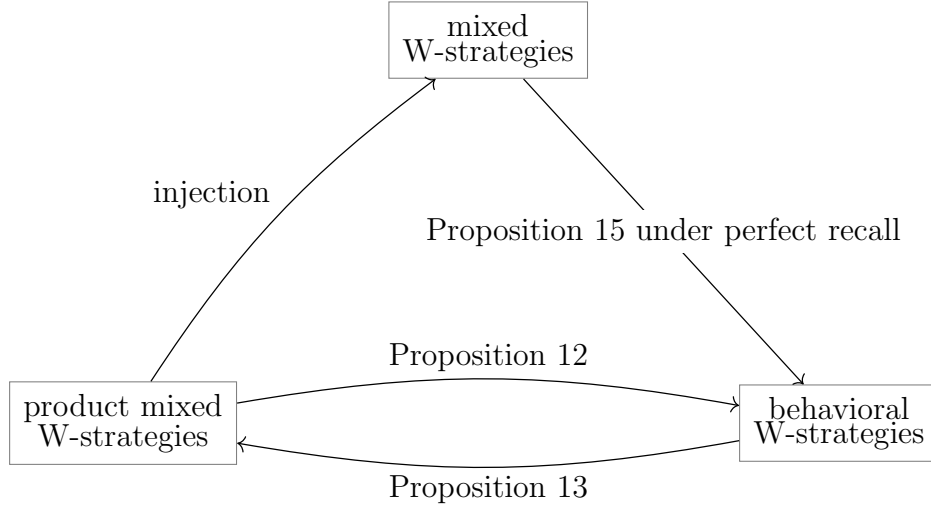 mixed
W-strategies
injection
Proposition 15 under perfect recall
Proposition 12
product mixed
W-strategies
behavioral
W-strategies
Proposition 13